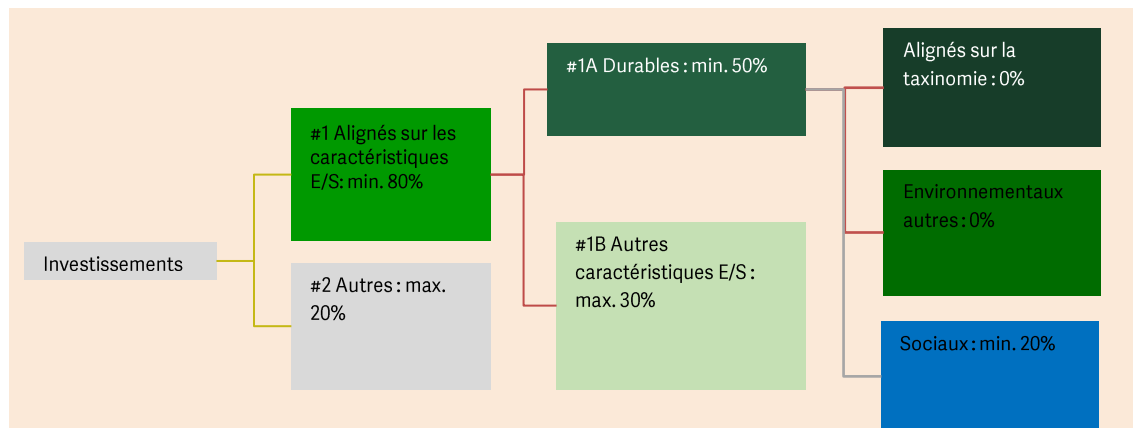 Investissements
#1 Alignés sur les
caractéristiques
E/S: min. 80%
#2 Autres : max.
20%
#1A Durables : min. 50%
#1B Autres
caractéristiques E/S :
max. 30%
Alignés sur la
taxinomie : 0%
Environnementaux
autres : 0%
Sociaux : min. 20%